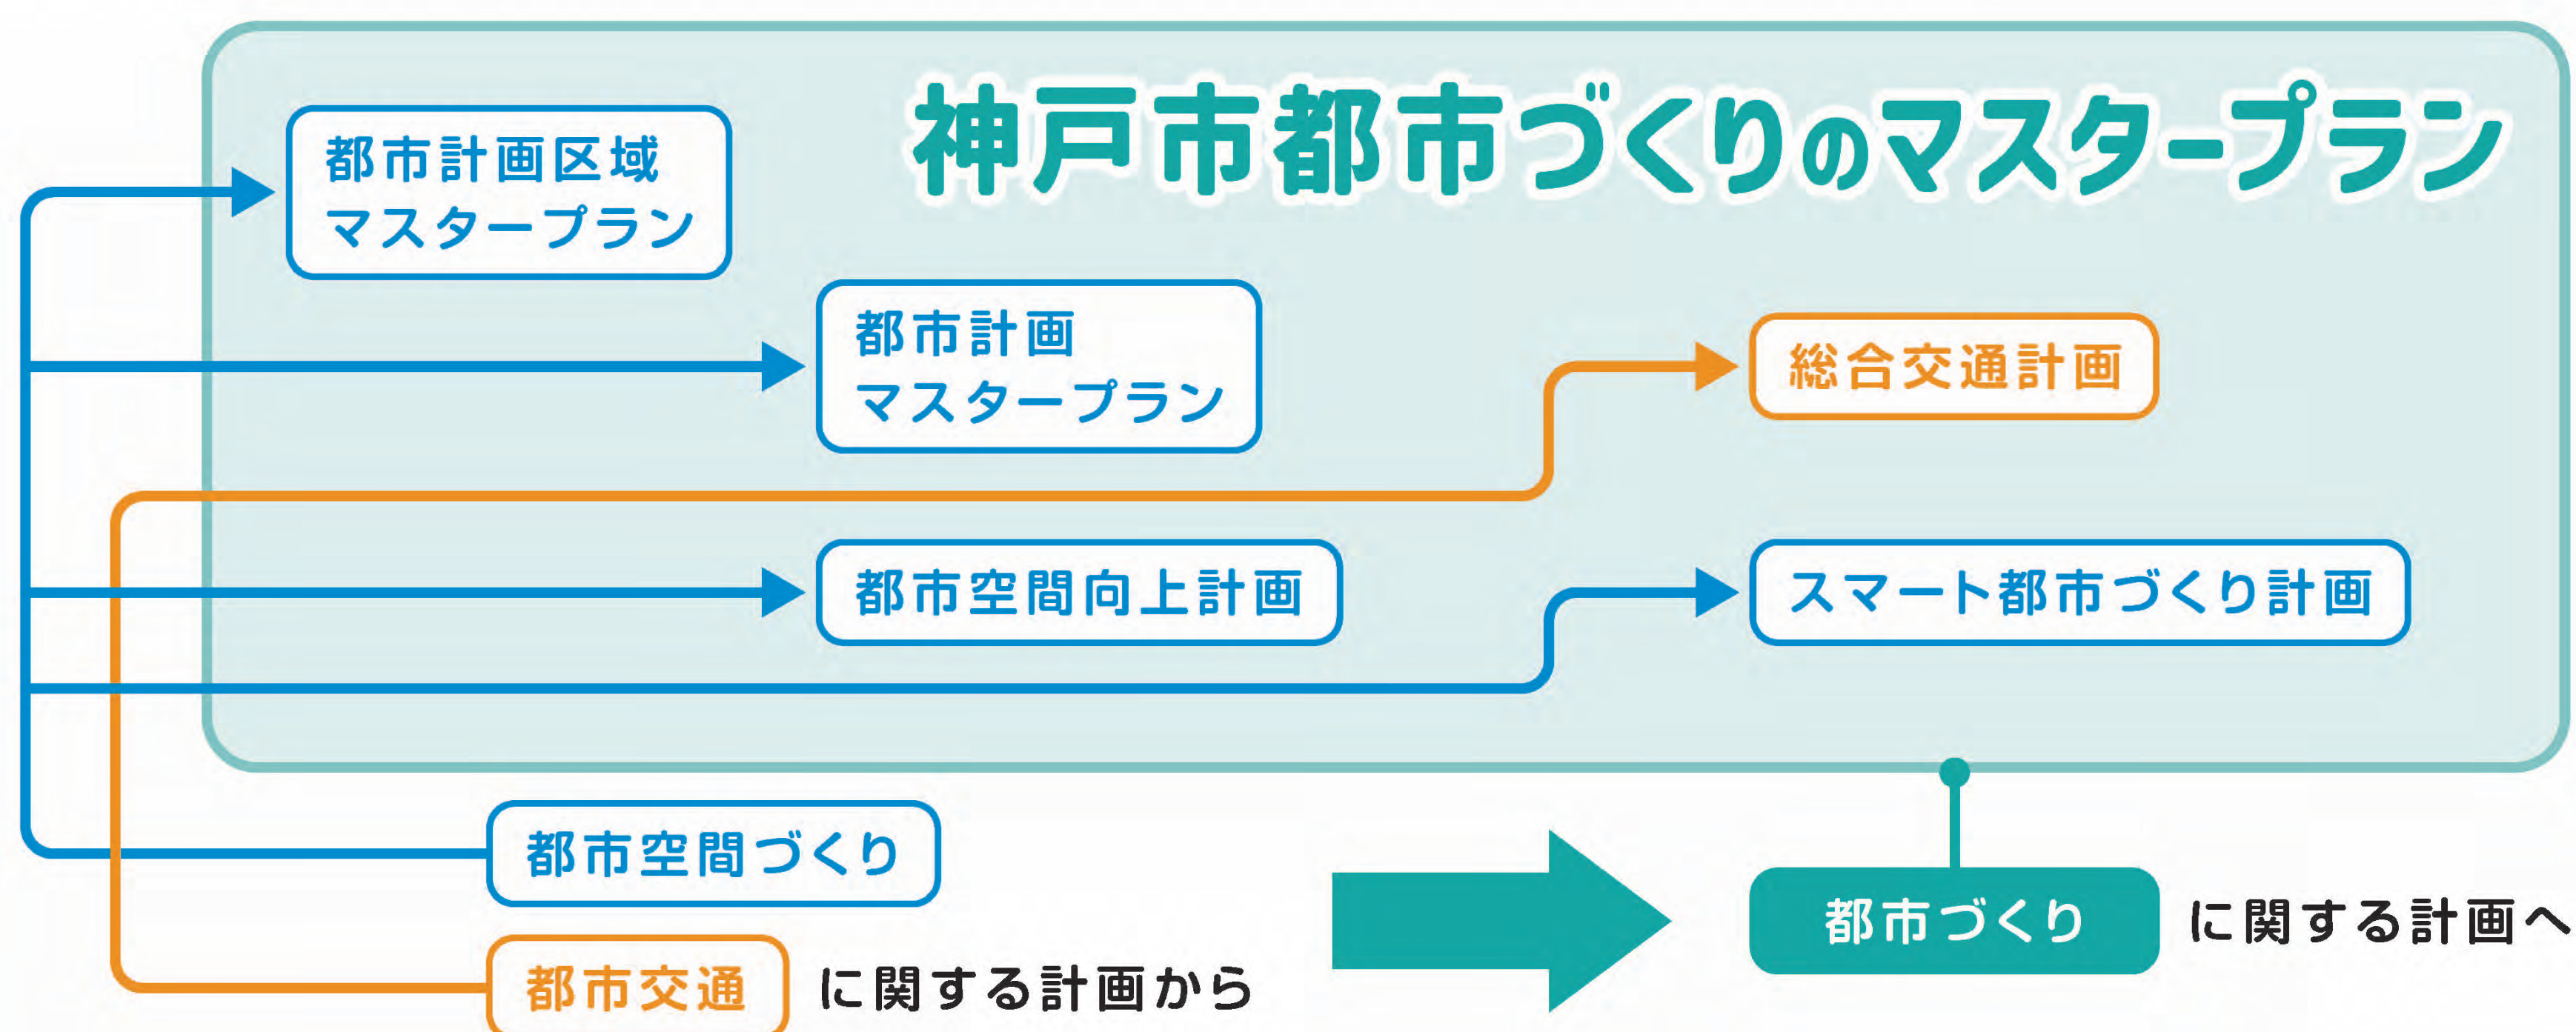 神戸市都市づくりのマスタープラン
都市計画区域
マスタープラン
都市計画
マスタープラン
総合交通計画
都市空間向上計画
スマート都市づくり計画
都市空間づくり
都市交通 に関する計画から
都市づくり に関する計画へ